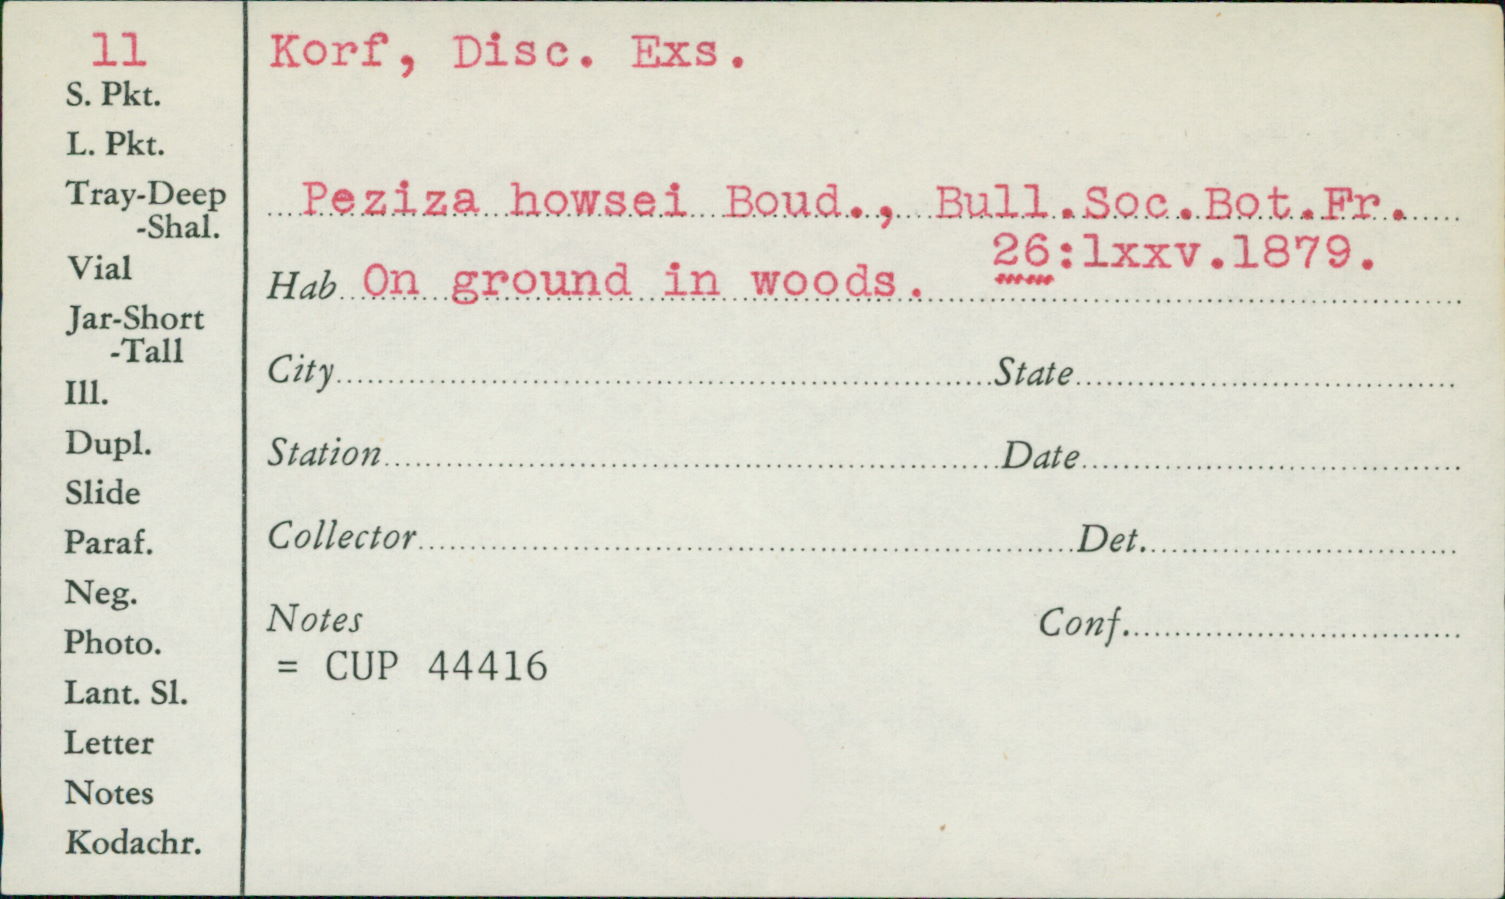 11
S. Pkt.
L. Pkt.
Tray-Deep
-Shal.
Vial
Jar-Short
-Tall
Ill.
Dupl.
Slide
Paraf.
Neg.
Photo.
Lant. Sl.
Letter
Notes
Kodachr.
Korf, Disc. Exs.
Peziza howsei Boud., Bull.Soc.Bot.Fr.
26:lxxv.1879.
Hab On ground in woods.
City State
Station Date
Collector Det.
Notes Conf.
= CUP 44416